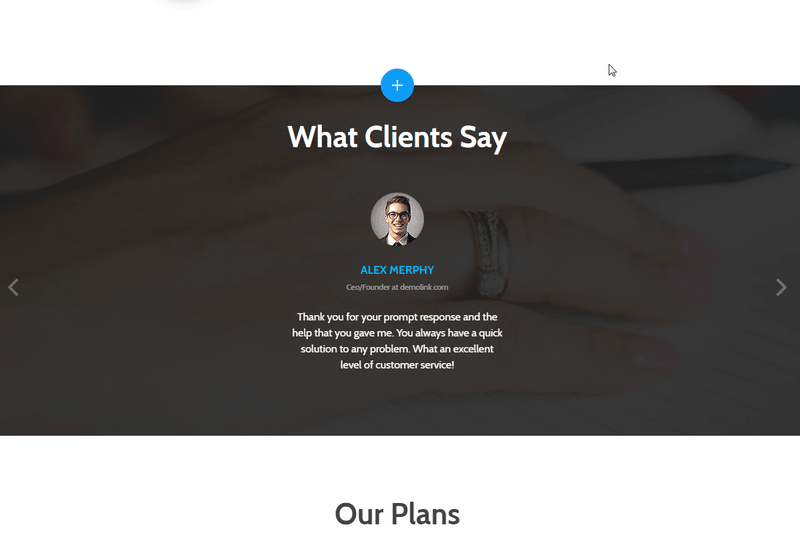 What Clients Say
ALEX MERPHY
Ceo/Founder at demolink.com
Thank you for your prompt response and the
help that you gave me. You always have a quick
solution to any problem. What an excellent
level of customer service!
Our Plans